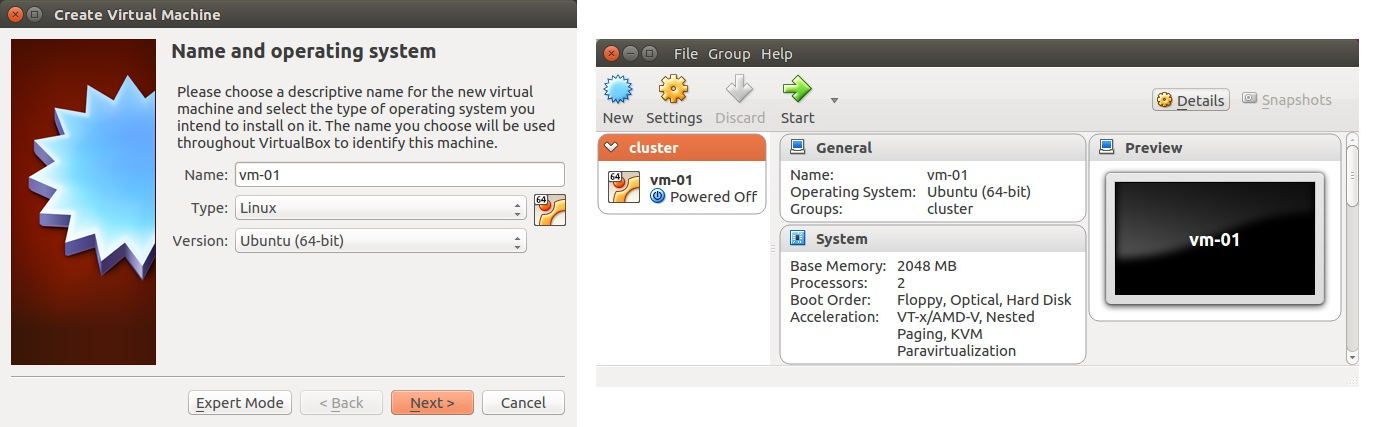 Create Virtual Machine
Name and operating system
Please choose a descriptive name for the new virtual
machine and select the type of operating system you
intend to install on it. The name you choose will be used
throughout VirtualBox to identify this machine.
Name: vm-01
Type: Linux
64
Version: Ubuntu (64-bit)
Expert Mode
< Back
Next >
Cancel
File Group Help
New Settings Discard Start
Details
Snapshots
cluster
64
vm-01
Powered Off
General
Name: vm-01
Operating System: Ubuntu (64-bit)
Groups: cluster
System
Base Memory: 2048 MB
Processors: 2
Boot Order: Floppy, Optical, Hard Disk
Acceleration: VT-x/AMD-V, Nested
Paging, KVM
Paravirtualization
Preview
vm-01